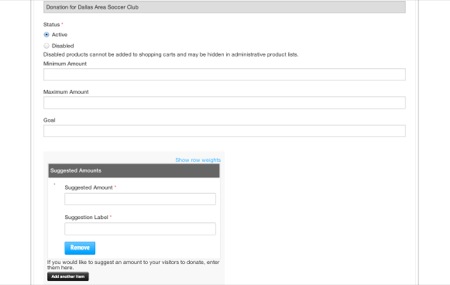 Donation for Dallas Area Soccer Club
Status *
Active
Disabled
Disabled products cannot be added to shopping carts and may be hidden in administrative product lists.
Minimum Amount
Maximum Amount
Goal
Show row weights
Suggested Amounts
Suggested Amount *
Suggestion Label *
Remove
If you would like to suggest an amount to your visitors to donate, enter
them here.
Add another item